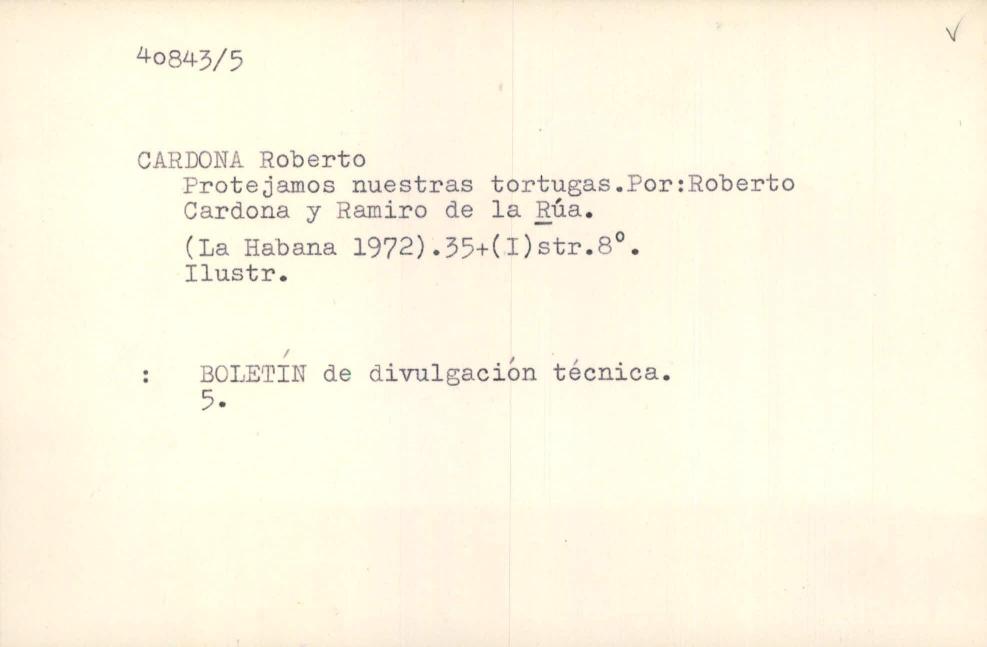 40843/5
CARDONA Roberto
Protejamos nuestras tortugas.Por:Roberto
Cardona y Ramiro de la Rúa.
(La Habana 1972).35+(I)str.8°.
Ilustr.
: BOLETÍN de divulgación técnica.
5.